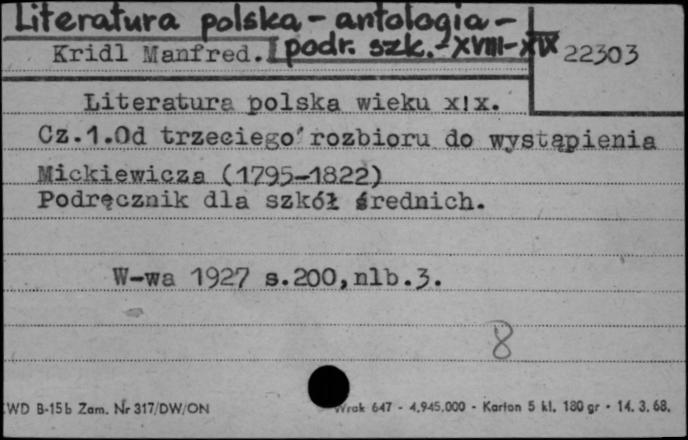 Literatura polska - antologia -
podr. szk. - XVIII - XIX
Kridl Manfred.
22303
Literatura polska wieku x!x.
Cz.1.Od trzeciego rozbioru do wystąpienia
Mickiewicza (1795-1822)
Podręcznik dla szkół średnich.
W-wa 1927 s.200,nlb.3.
8
WD B-15b Zam. Nr 317/DW/ON
647 - 4.945.000 - Karton 5 kl. 180 gr - 14. 3. 68.